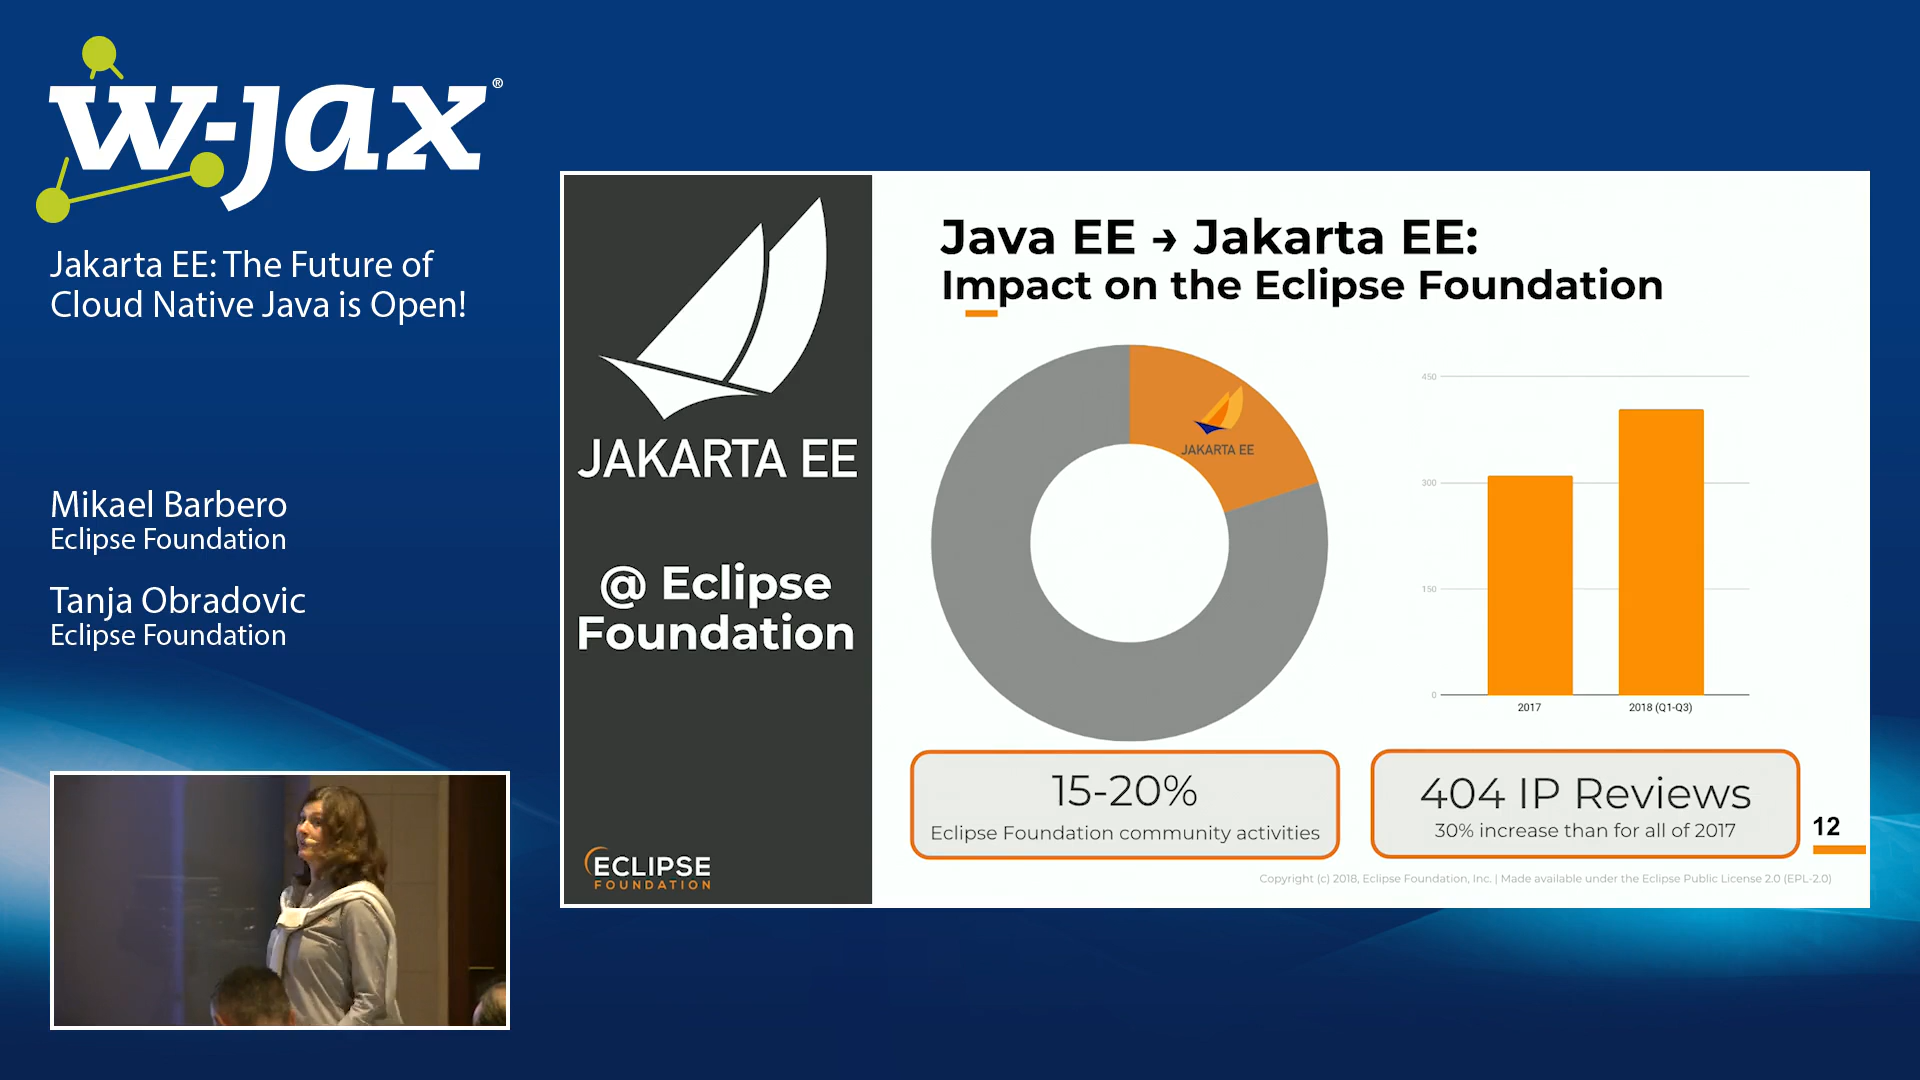 w-jax®
Jakarta EE: The Future of
Cloud Native Java is Open!
Mikael Barbero
Eclipse Foundation
Tanja Obradovic
Eclipse Foundation
JAKARTA EE
@ Eclipse
Foundation
ECLIPSE
FOUNDATION
Java EE → Jakarta EE:
Impact on the Eclipse Foundation
JAKARTA EE
15-20%
Eclipse Foundation community activities
450
300
150
0
2017
2018 (Q1-Q3)
404 IP Reviews
30% increase than for all of 2017
12
Copyright (c) 2018, Eclipse Foundation, Inc. | Made available under the Eclipse Public License 2.0 (EPL-2.0)